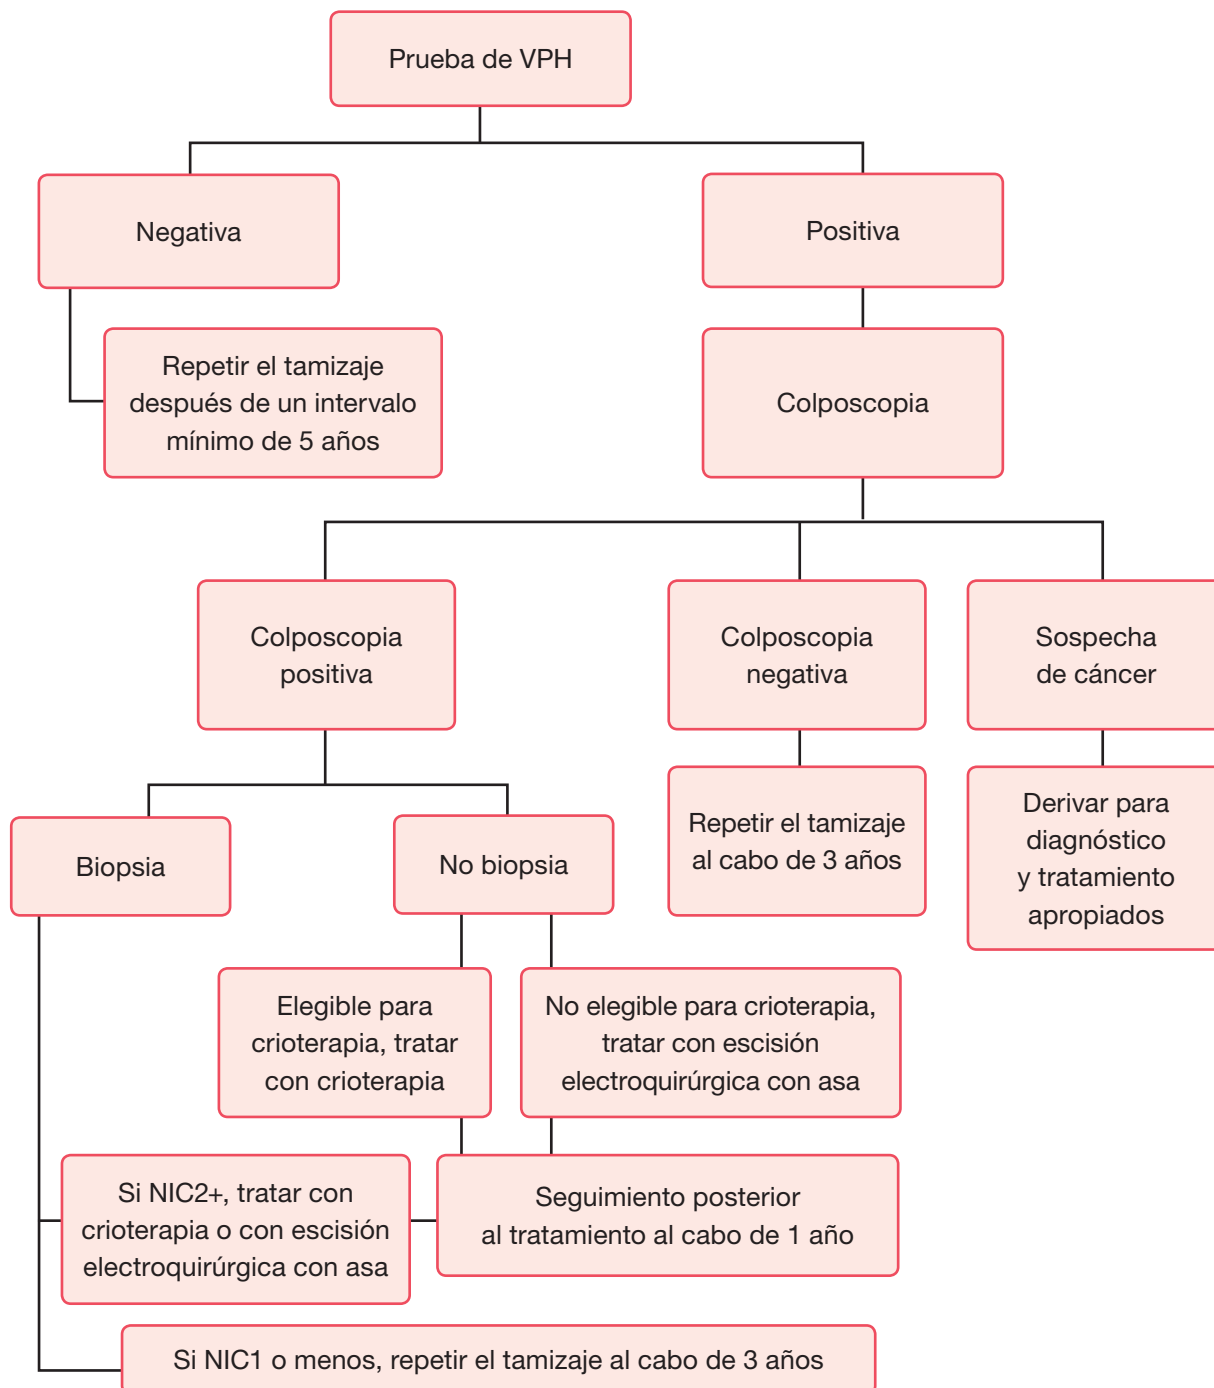 Prueba de VPH
Negativa
Positiva
Repetir el tamizaje
después de un intervalo
mínimo de 5 años
Colposcopia
Colposcopia
positiva
Colposcopia
negativa
Sospecha
de cáncer
Biopsia
No biopsia
Repetir el tamizaje
al cabo de 3 años
Derivar para
diagnóstico
y tratamiento
apropiados
Elegible para
crioterapia, tratar
con crioterapia
No elegible para crioterapia,
tratar con escisión
electroquirúrgica con asa
Si NIC2+, tratar con
crioterapia o con escisión
electroquirúrgica con asa
Seguimiento posterior
al tratamiento al cabo de 1 año
Si NIC1 o menos, repetir el tamizaje al cabo de 3 años